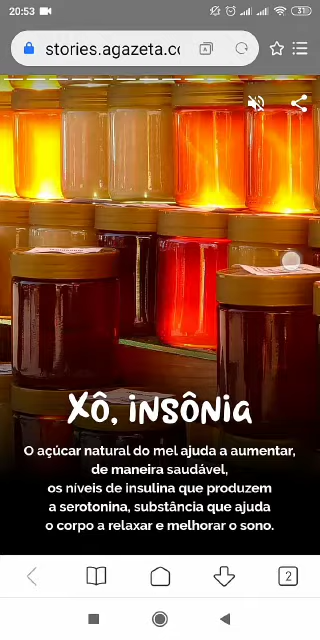 20:53
31
stories.agazeta.cc
Xô, insônia
O açúcar natural do mel ajuda a aumentar,
de maneira saudável,
os níveis de insulina que produzem
a serotonina, substância que ajuda
o corpo a relaxar e melhorar o sono.
2